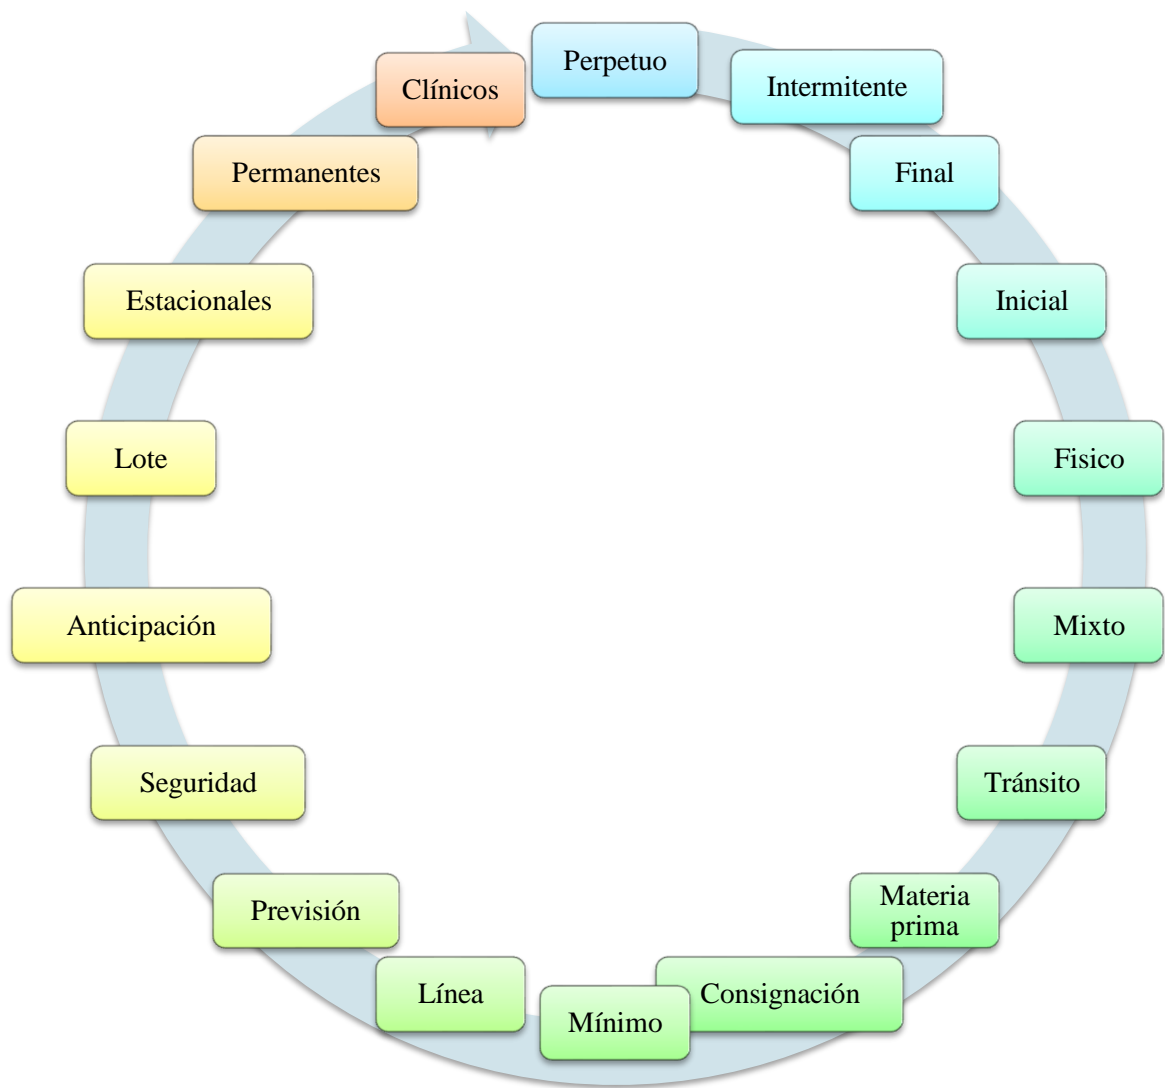 Perpetuo
Intermitente
Final
Inicial
Fisico
Mixto
Tránsito
Materia
prima
Consignación
Mínimo
Línea
Previsión
Seguridad
Anticipación
Lote
Estacionales
Permanentes
Clínicos